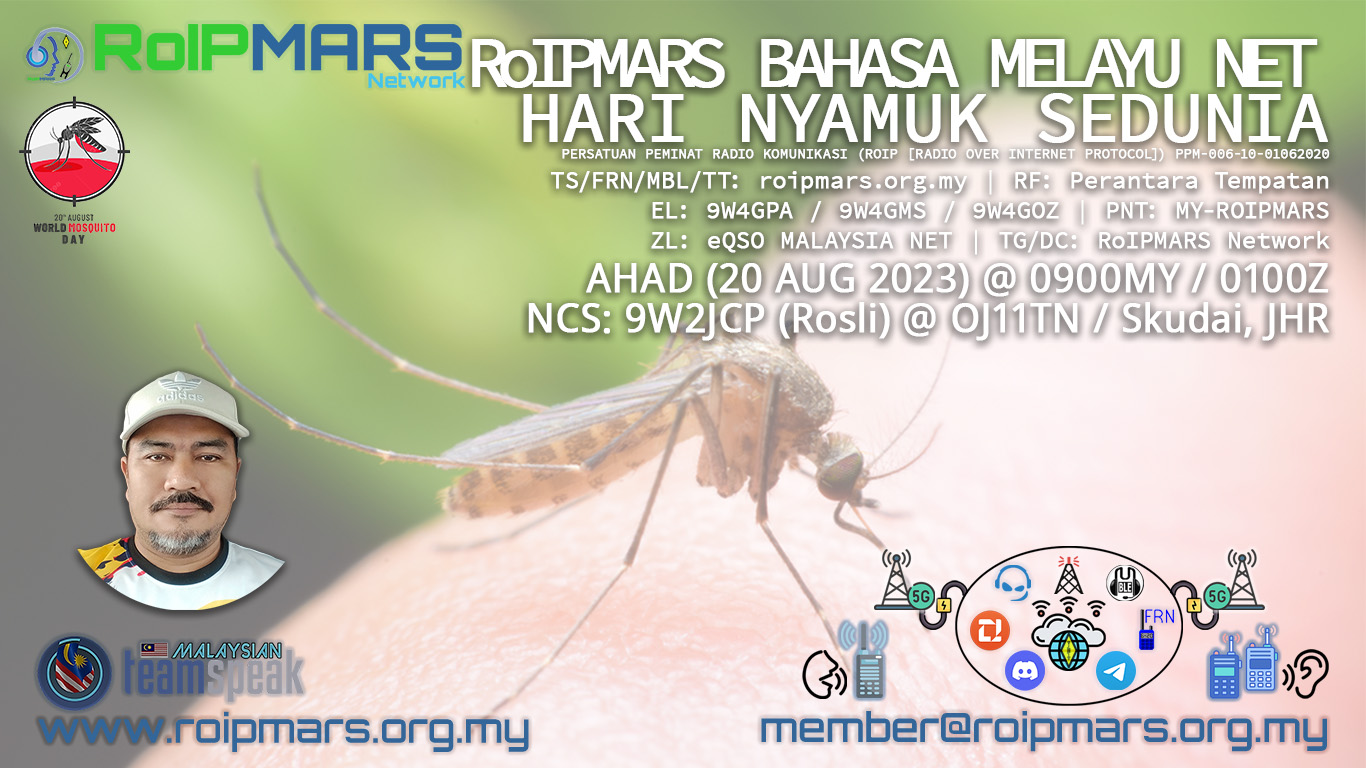 RoIPMARS
Network
RoIPMARS BAHASA MELAYU NET
HARI NYAMUK SEDUNIA
PERSATUAN PEMINAT RADIO KOMUNIKASI (ROIP [RADIO OVER INTERNET PROTOCOL]) PPM-006-10-01062020
TS/FRN/MBL/TT: roipmars.org.my | RF: Perantara Tempatan
EL: 9W4GPA / 9W4GMS / 9W4GOZ | PNT: MY-ROIPMARS
ZL: eQSO MALAYSIA NET | TG/DC: RoIPMARS Network
AHAD (20 AUG 2023) @ 0900MY / 0100Z
NCS: 9W2JCP (Rosli) @ OJ11TN / Skudai, JHR
20th AUGUST
WORLD MOSQUITO
DAY
adidas
5G
5G
BLE
FRN
MALAYSIAN
teamspeak
www.roipmars.org.my
member@roipmars.org.my